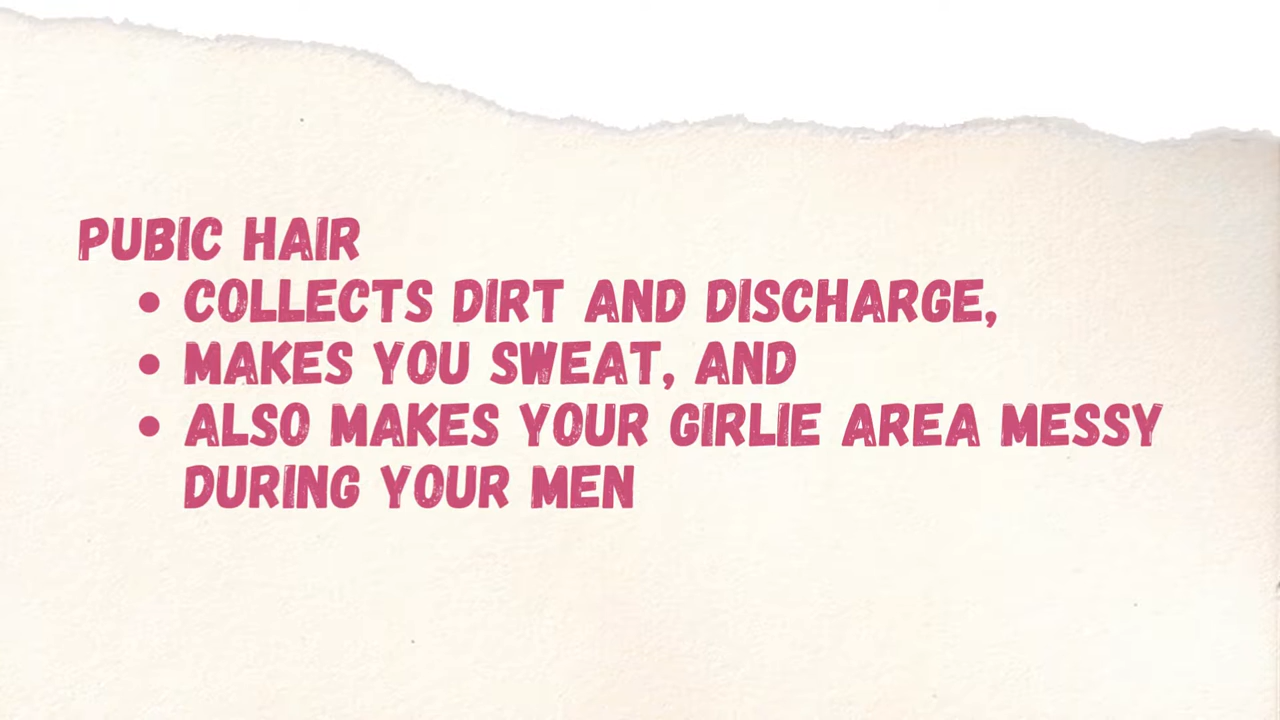 PUBIC HAIR
• COLLECTS DIRT AND DISCHARGE,
• MAKES YOU SWEAT, AND
• ALSO MAKES YOUR GIRLIE AREA MESSY
DURING YOUR MEN